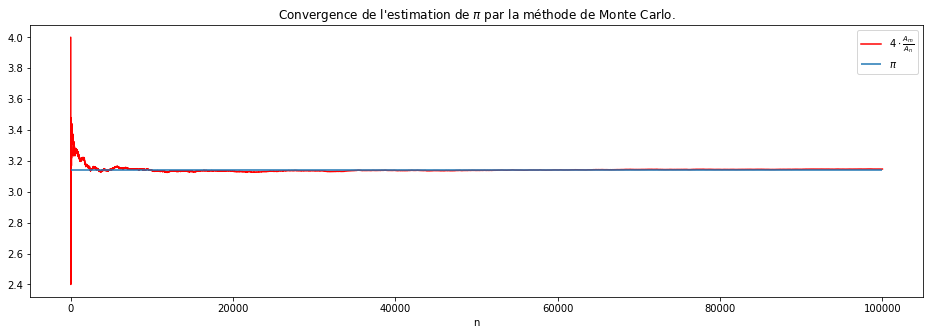 Convergence de l'estimation de π par la méthode de Monte Carlo.
4.0
3.8
3.6
3.4
3.2
3.0
2.8
2.6
2.4
4 · A_m/A_n
π
0 20000 40000 60000 80000 100000
n